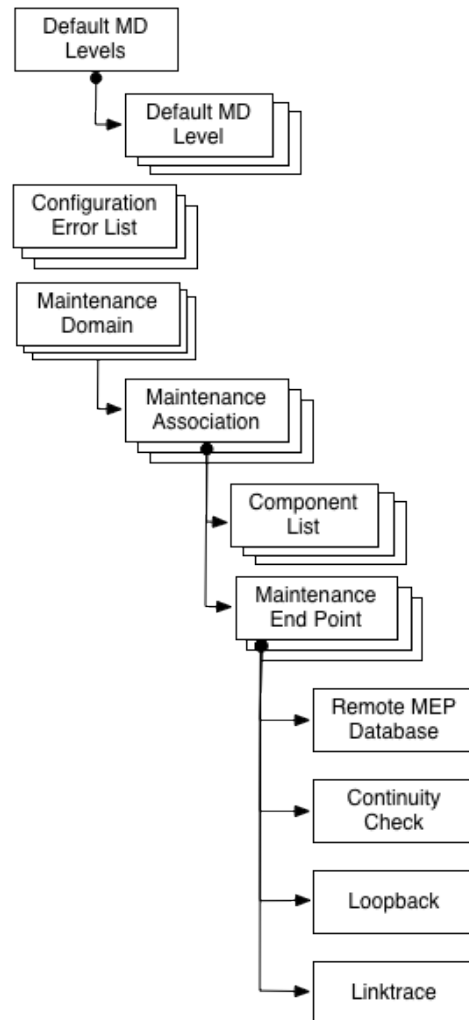 Default MD
Levels
Default MD
Level
Configuration
Error List
Maintenance
Domain
Maintenance
Association
Component
List
Maintenance
End Point
Remote MEP
Database
Continuity
Check
Loopback
Linktrace